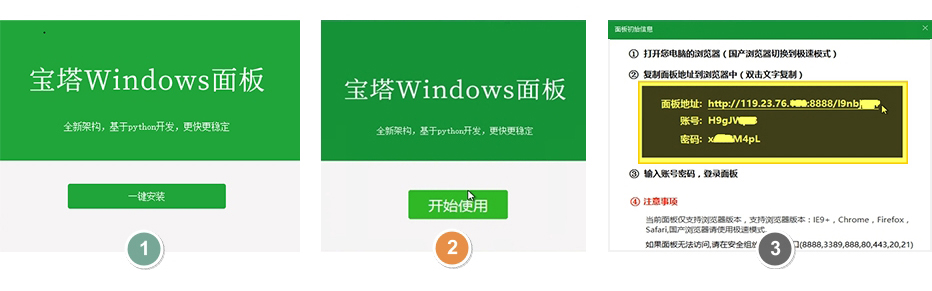 宝塔Windows面板
全新架构，基于python开发，更快更稳定
一键安装
1
宝塔Windows面板
全新架构，基于python开发，更快更稳定
开始使用
2
面板初始信息
① 打开您电脑的浏览器（国产浏览器切换到极速模式）
② 复制面板地址到浏览器中（双击文字复制）
面板地址: http://119.23.76. :8888/l9nb
账号: H9gJV
密码: x M4pL
③ 输入账号密码，登录面板
④ 注意事项
当前面板仅支持浏览器版本，支持浏览器版本：IE9+，Chrome，Firefox，
Safari,国产浏览器请使用极速模式.
如果面板无法访问,请在安全组 口(8888,3389,888,80,443,20,21)
3